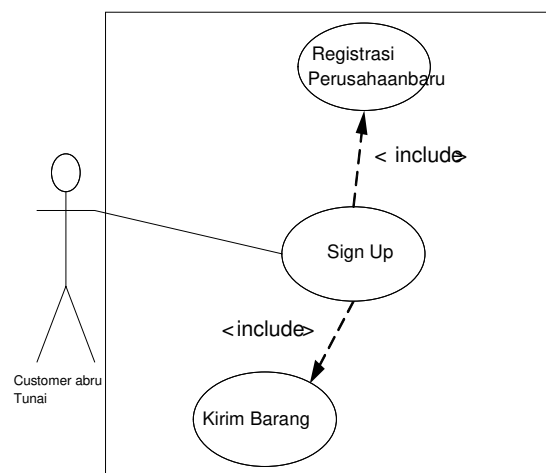 Registrasi
Perusahaanbaru
< include>
Sign Up
<include>
Customer abru
Tunai
Kirim Barang